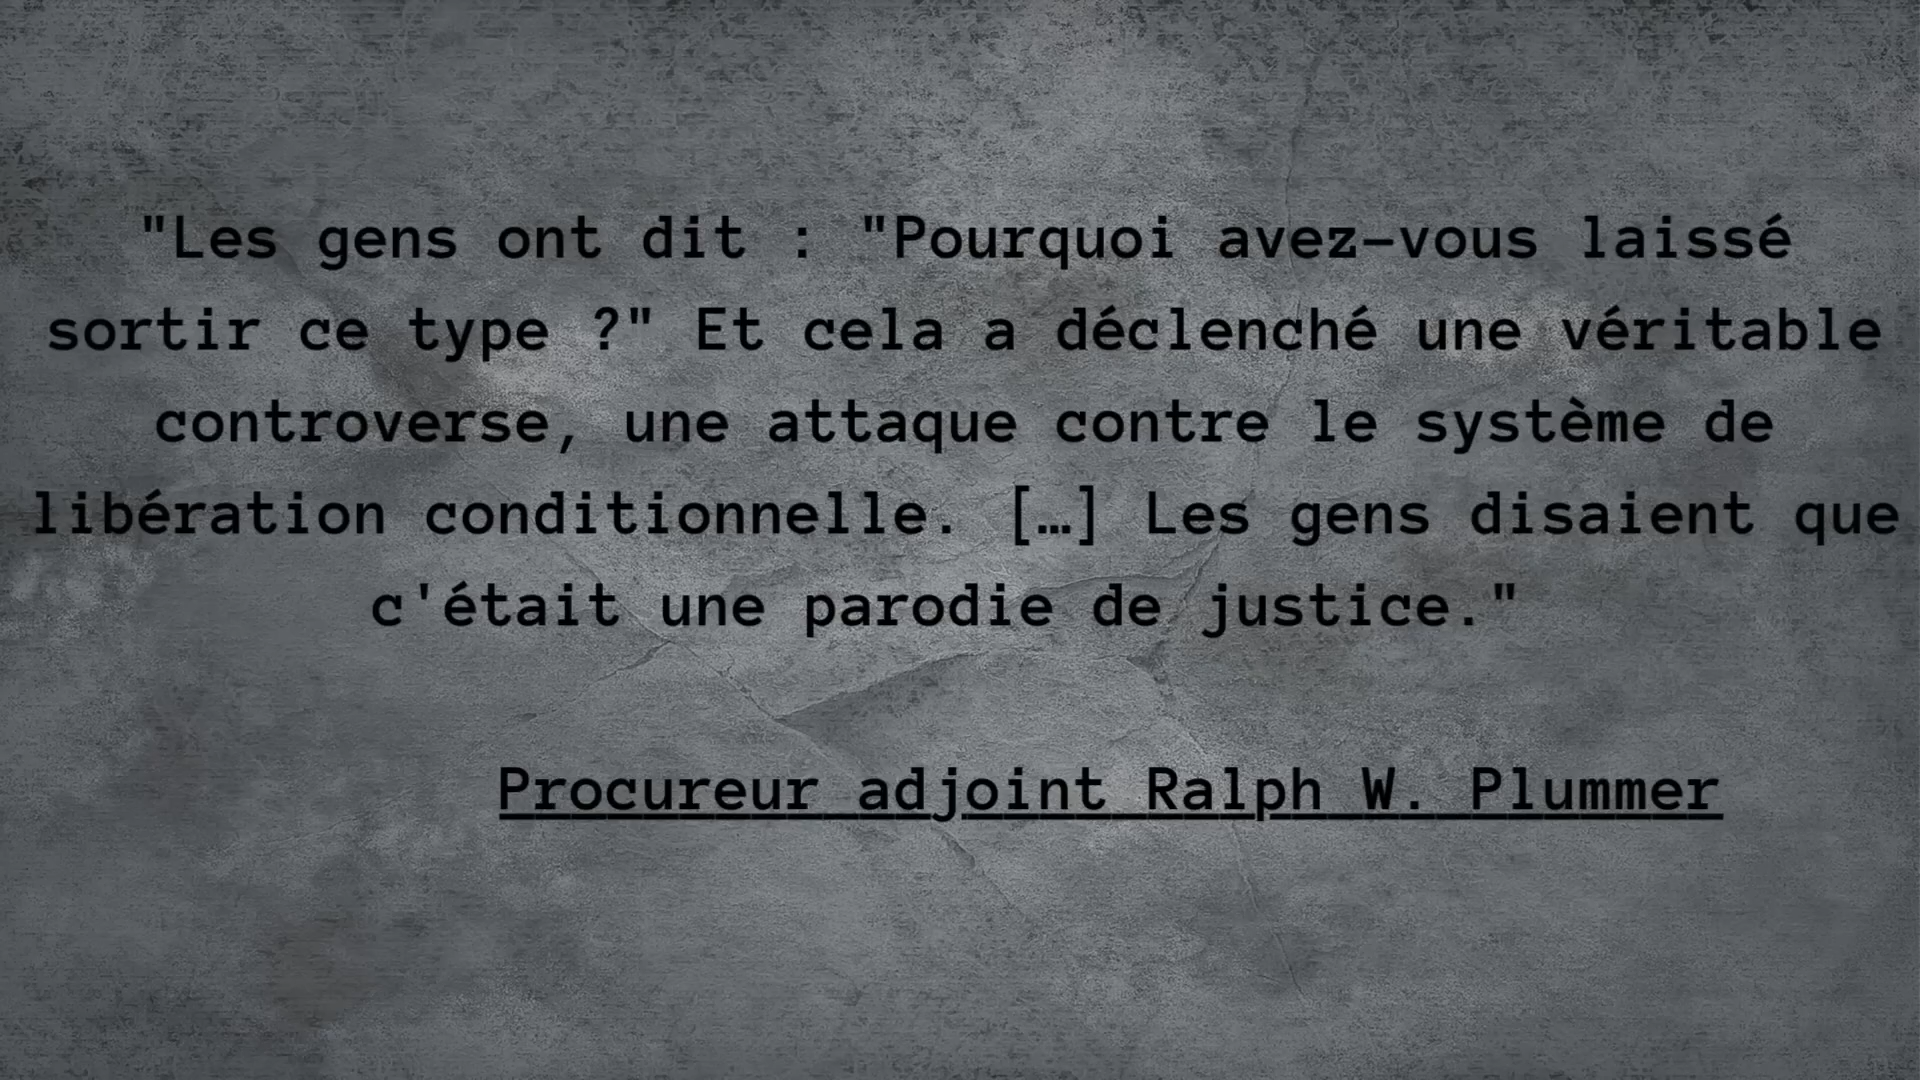 "Les gens ont dit : "Pourquoi avez-vous laissé
sortir ce type ?" Et cela a déclenché une véritable
controverse, une attaque contre le système de
libération conditionnelle. […] Les gens disaient que
c'était une parodie de justice."
Procureur adjoint Ralph W. Plummer